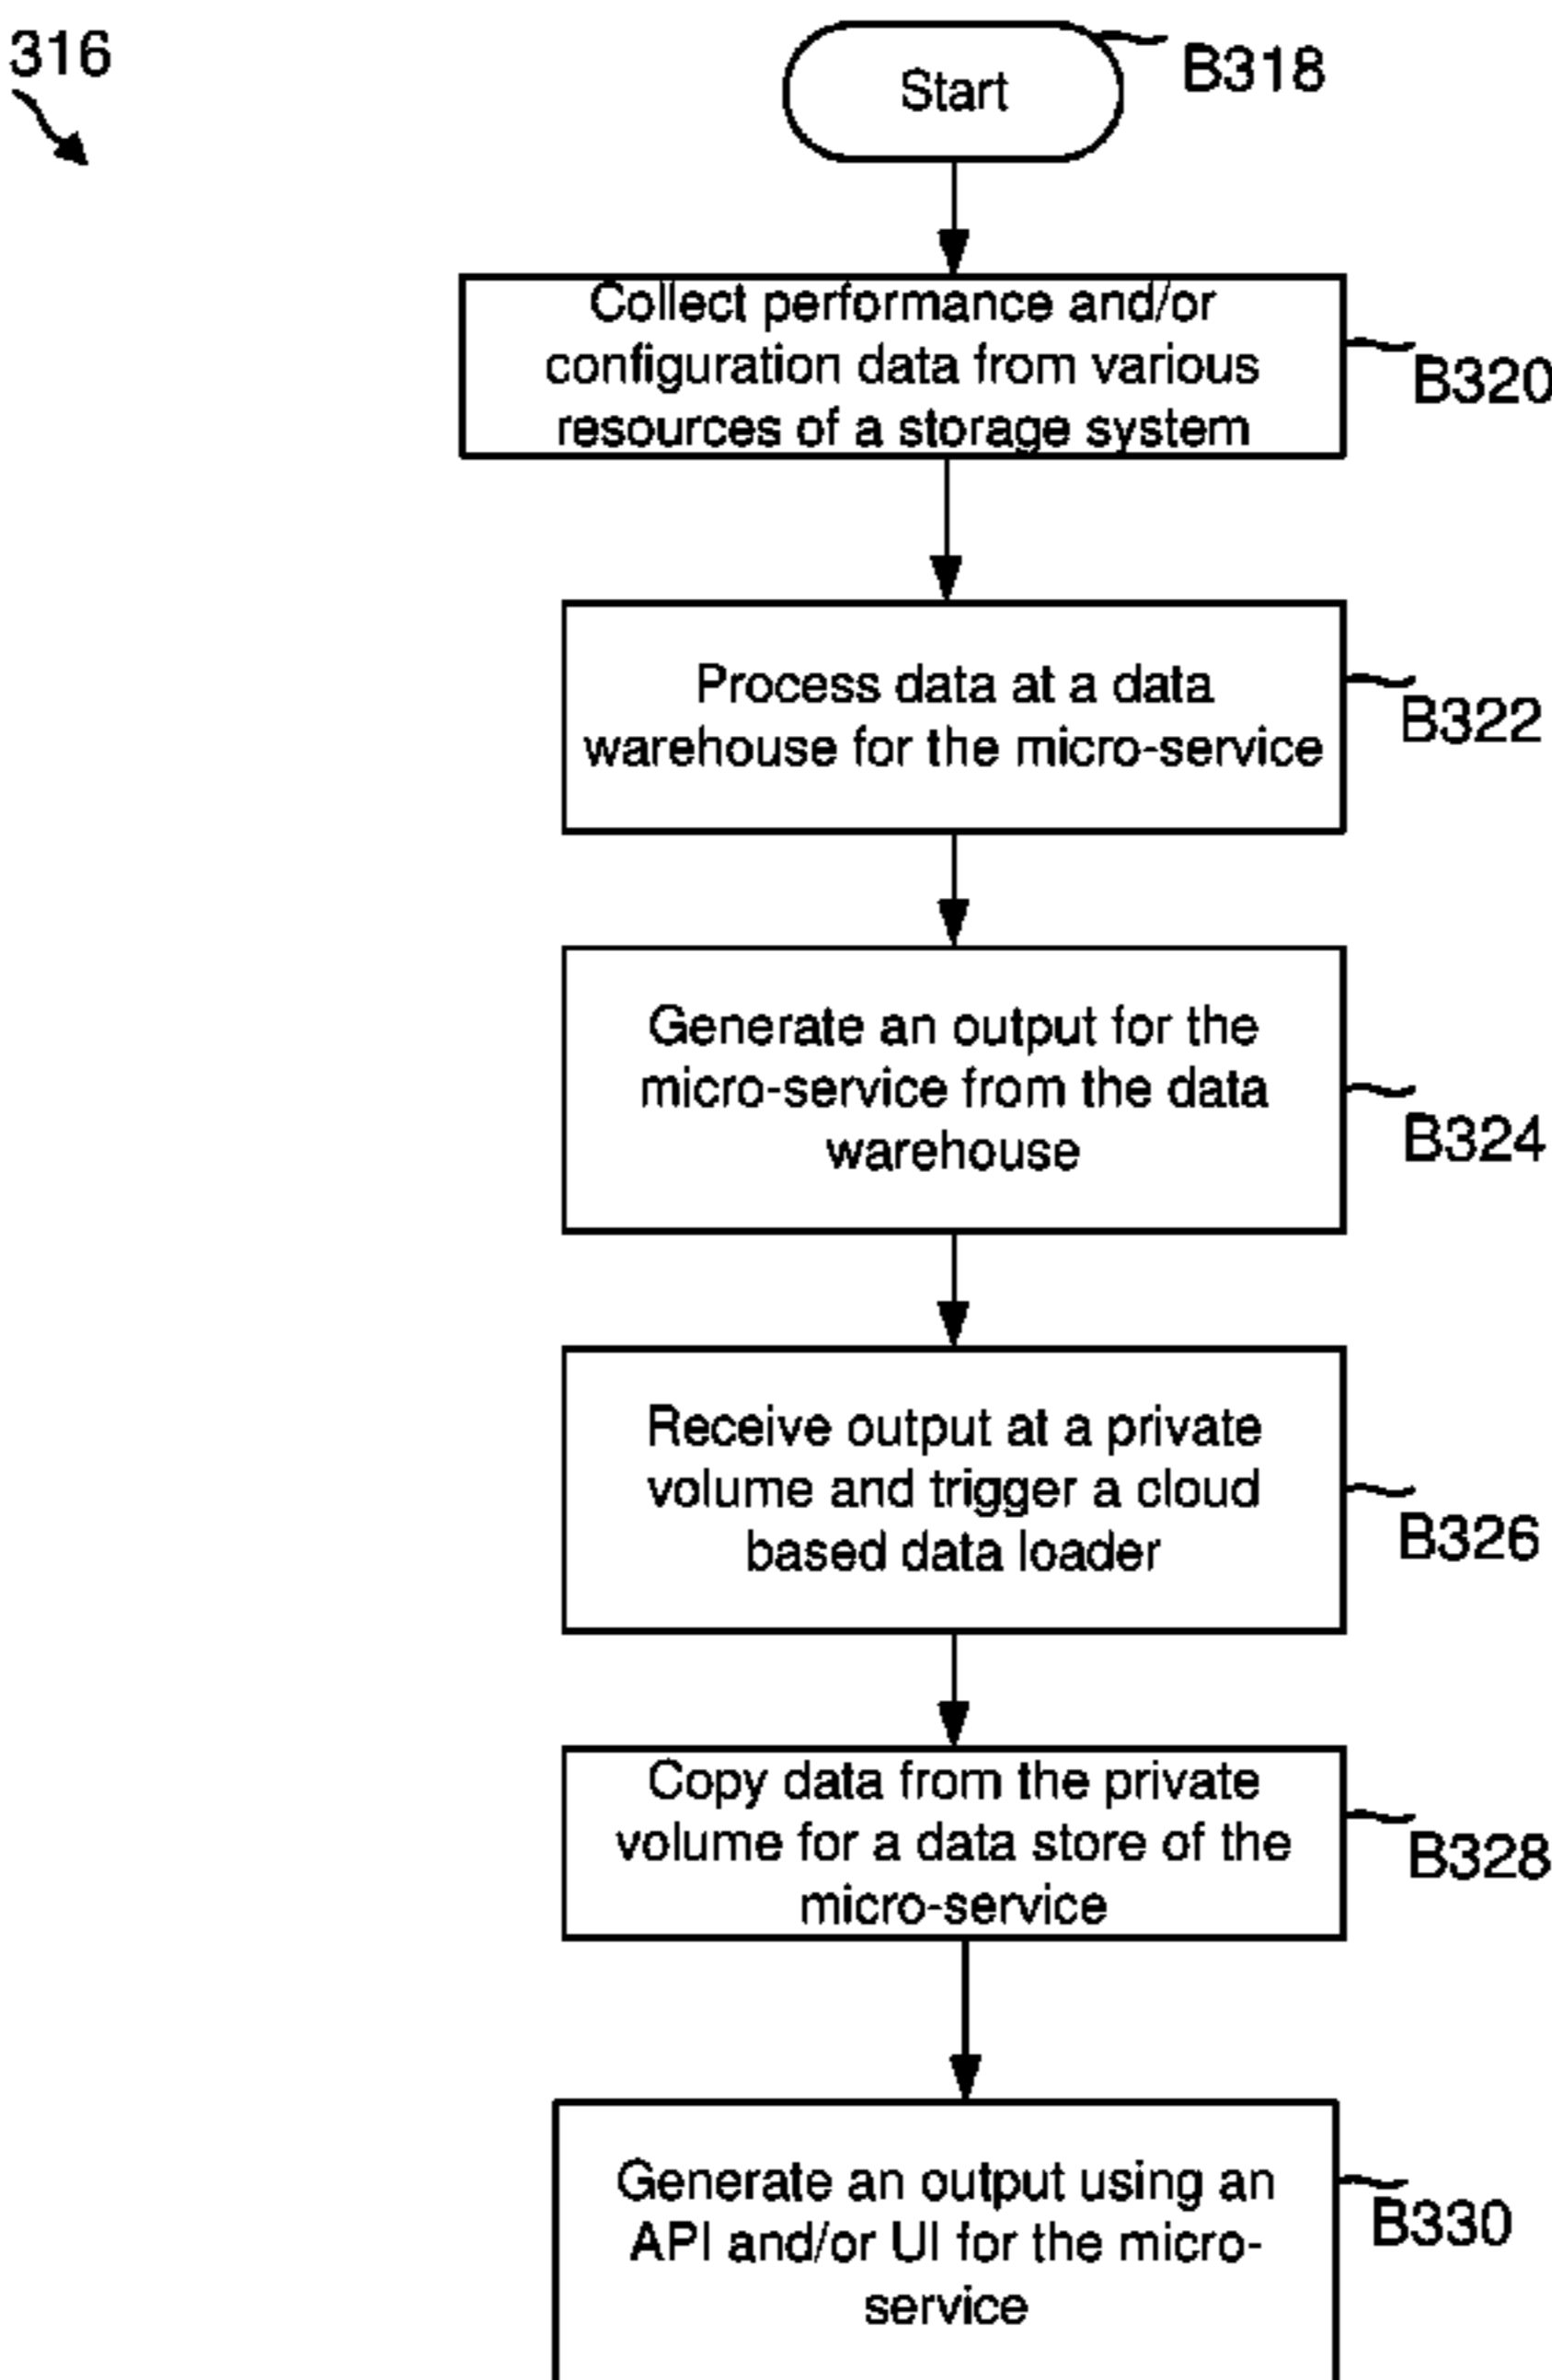 316
Start
B318
Collect performance and/or
configuration data from various
resources of a storage system
B320
Process data at a data
warehouse for the micro-service
B322
Generate an output for the
micro-service from the data
warehouse
B324
Receive output at a private
volume and trigger a cloud
based data loader
B326
Copy data from the private
volume for a data store of the
micro-service
B328
Generate an output using an
API and/or UI for the micro-
service
B330